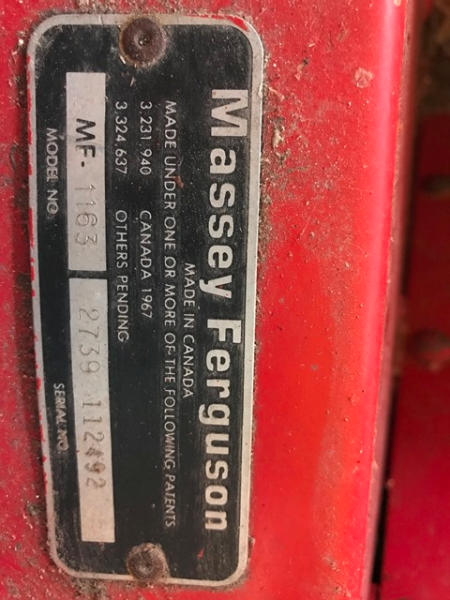 Massey Ferguson
MADE IN CANADA
MADE UNDER ONE OR MORE OF THE FOLLOWING PATENTS
3,231,940 CANADA 1967
3,324,637 OTHERS PENDING
MF- 1163 2739 112492
MODEL NO. SERIAL NO.